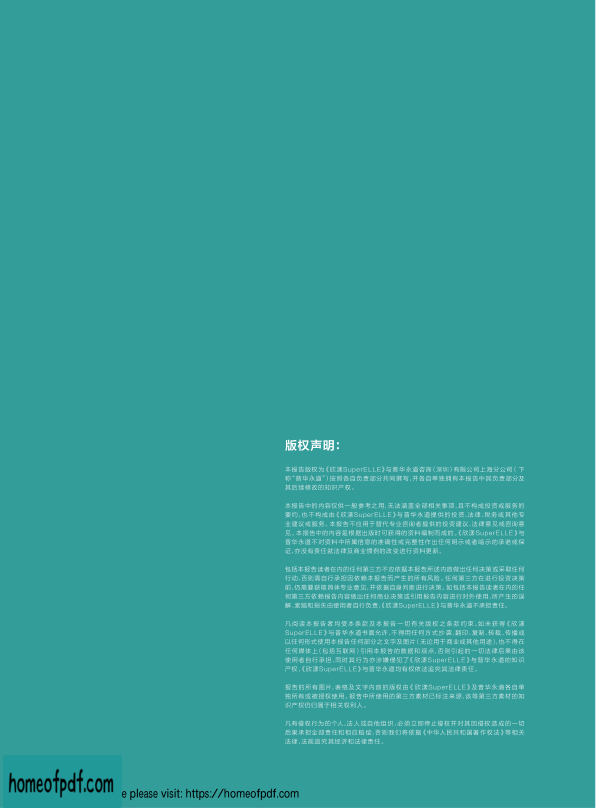 版权声明：
本报告版权为《欣漾SuperELLE》与普华永道咨询（深圳）有限公司上海分公司（下
称“普华永道”）按照各自负责部分共同撰写，并各自单独拥有本报告中其负责部分及
其后续修改的知识产权。
本报告中的内容仅供一般参考之用，无法涵盖全部相关事项，且不构成投资或服务的
要约，也不构成由《欣漾SuperELLE》与普华永道提供的投资、法律、税务或其他专
业建议或服务。本报告不应用于替代专业咨询者提供的投资建议、法律意见或咨询意
见。本报告中的内容是根据出版时可获得的资料编制而成的，《欣漾SuperELLE》与
普华永道不对资料中所属信息的准确性或完整性作出任何明示或者暗示的承诺或保
证，亦没有责任就法律及商业惯例的改变进行资料更新。
包括本报告读者在内的任何第三方不应依据本报告所述内容做出任何决策或采取任何
行动，否则需自行承担因依赖本报告而产生的所有风险。任何第三方在进行投资决策
前，仍需要获取具体专业意见，并依据自身判断进行决策。如包括本报告读者在内的任
何第三方依赖报告内容做出任何商业决策或引用报告内容进行对外使用，所产生的误
解、索赔和损失由使用者自行负责，《欣漾SuperELLE》与普华永道不承担责任。
凡阅读本报告者均受本条款及本报告一切有关版权之条款约束。如未获得《欣漾
SuperELLE》与普华永道书面允许，不得用任何方式抄袭、翻印、复制、转载、传播或
以任何形式使用本报告任何部分之文字及图片（无论用于商业或其他用途），也不得在
任何媒体上（包括互联网）引用本报告的数据和观点，否则引起的一切法律后果由该
使用者自行承担，同时其行为亦涉嫌侵犯了《欣漾SuperELLE》与普华永道的知识
产权，《欣漾SuperELLE》与普华永道均有权依法追究其法律责任。
报告的所有图片、表格及文字内容的版权由《欣漾SuperELLE》及普华永道各自单
独所有或被授权使用。报告中所使用的第三方素材已标注来源，该等第三方素材的知
识产权仍归属于相关权利人。
凡有侵权行为的个人、法人或其他组织，必须立即停止侵权并对其因侵权造成的一切
后果承担全部责任和相应赔偿。否则我们将依据《中华人民共和国著作权法》等相关
法律、法规追究其经济和法律责任。
homeofpdf.com
e please visit: https://homeofpdf.com